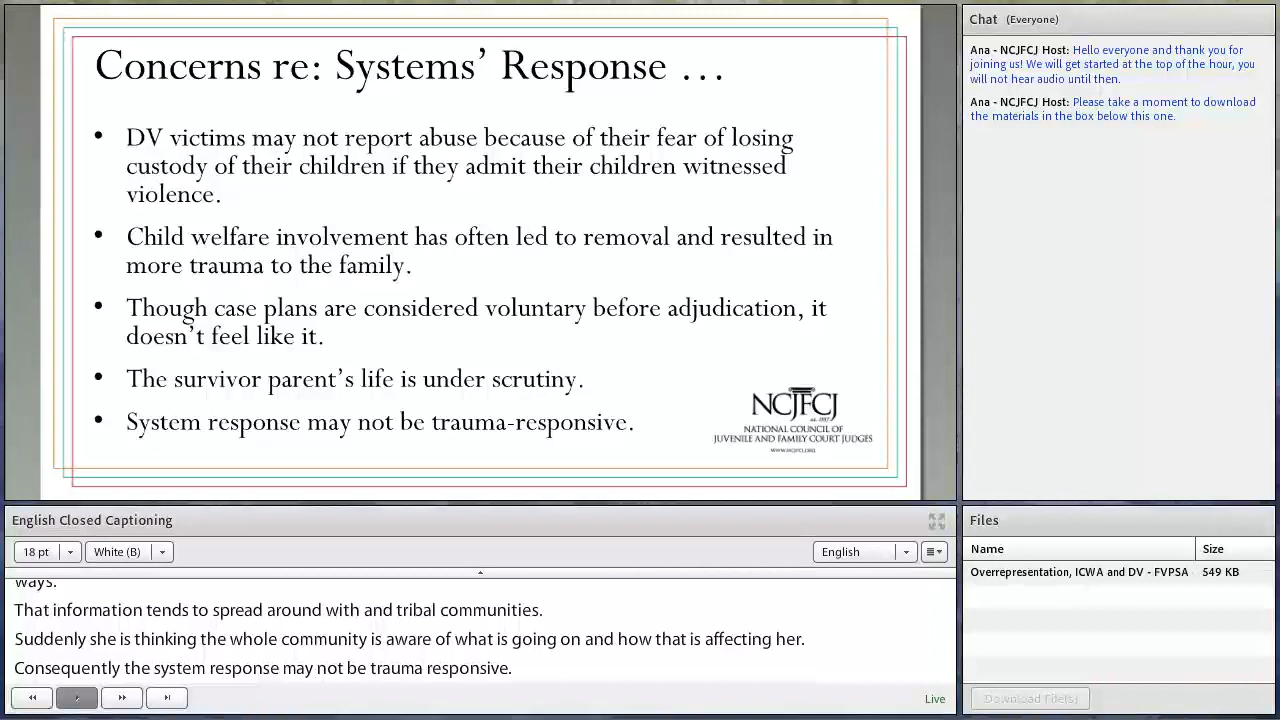 Concerns re: Systems’ Response …
• DV victims may not report abuse because of their fear of losing
custody of their children if they admit their children witnessed
violence.
• Child welfare involvement has often led to removal and resulted in
more trauma to the family.
• Though case plans are considered voluntary before adjudication, it
doesn’t feel like it.
• The survivor parent’s life is under scrutiny.
• System response may not be trauma-responsive.
NCJFCJ
est. 1937
NATIONAL COUNCIL OF
JUVENILE AND FAMILY COURT JUDGES
WWW.NCJFCJ.ORG
Chat (Everyone)
Ana - NCJFCJ Host: Hello everyone and thank you for
joining us! We will get started at the top of the hour, you
will not hear audio until then.
Ana - NCJFCJ Host: Please take a moment to download
the materials in the box below this one.
English Closed Captioning
18 pt
White (B)
English
ways.
That information tends to spread around with and tribal communities.
Suddenly she is thinking the whole community is aware of what is going on and how that is affecting her.
Consequently the system response may not be trauma responsive.
Live
Files
Name Size
Overrepresentation, ICWA and DV - FVPSA 549 KB
Download File(s)